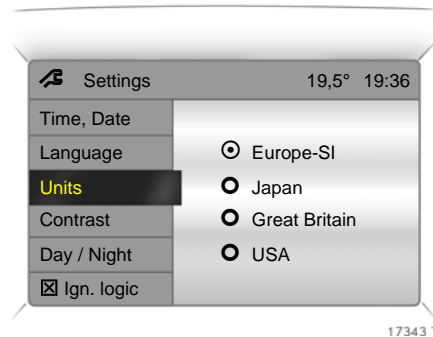 Settings 19,5° 19:36
Time, Date
Language
Units
Contrast
Day / Night
Ign. logic
Europe-SI
Japan
Great Britain
USA
17343